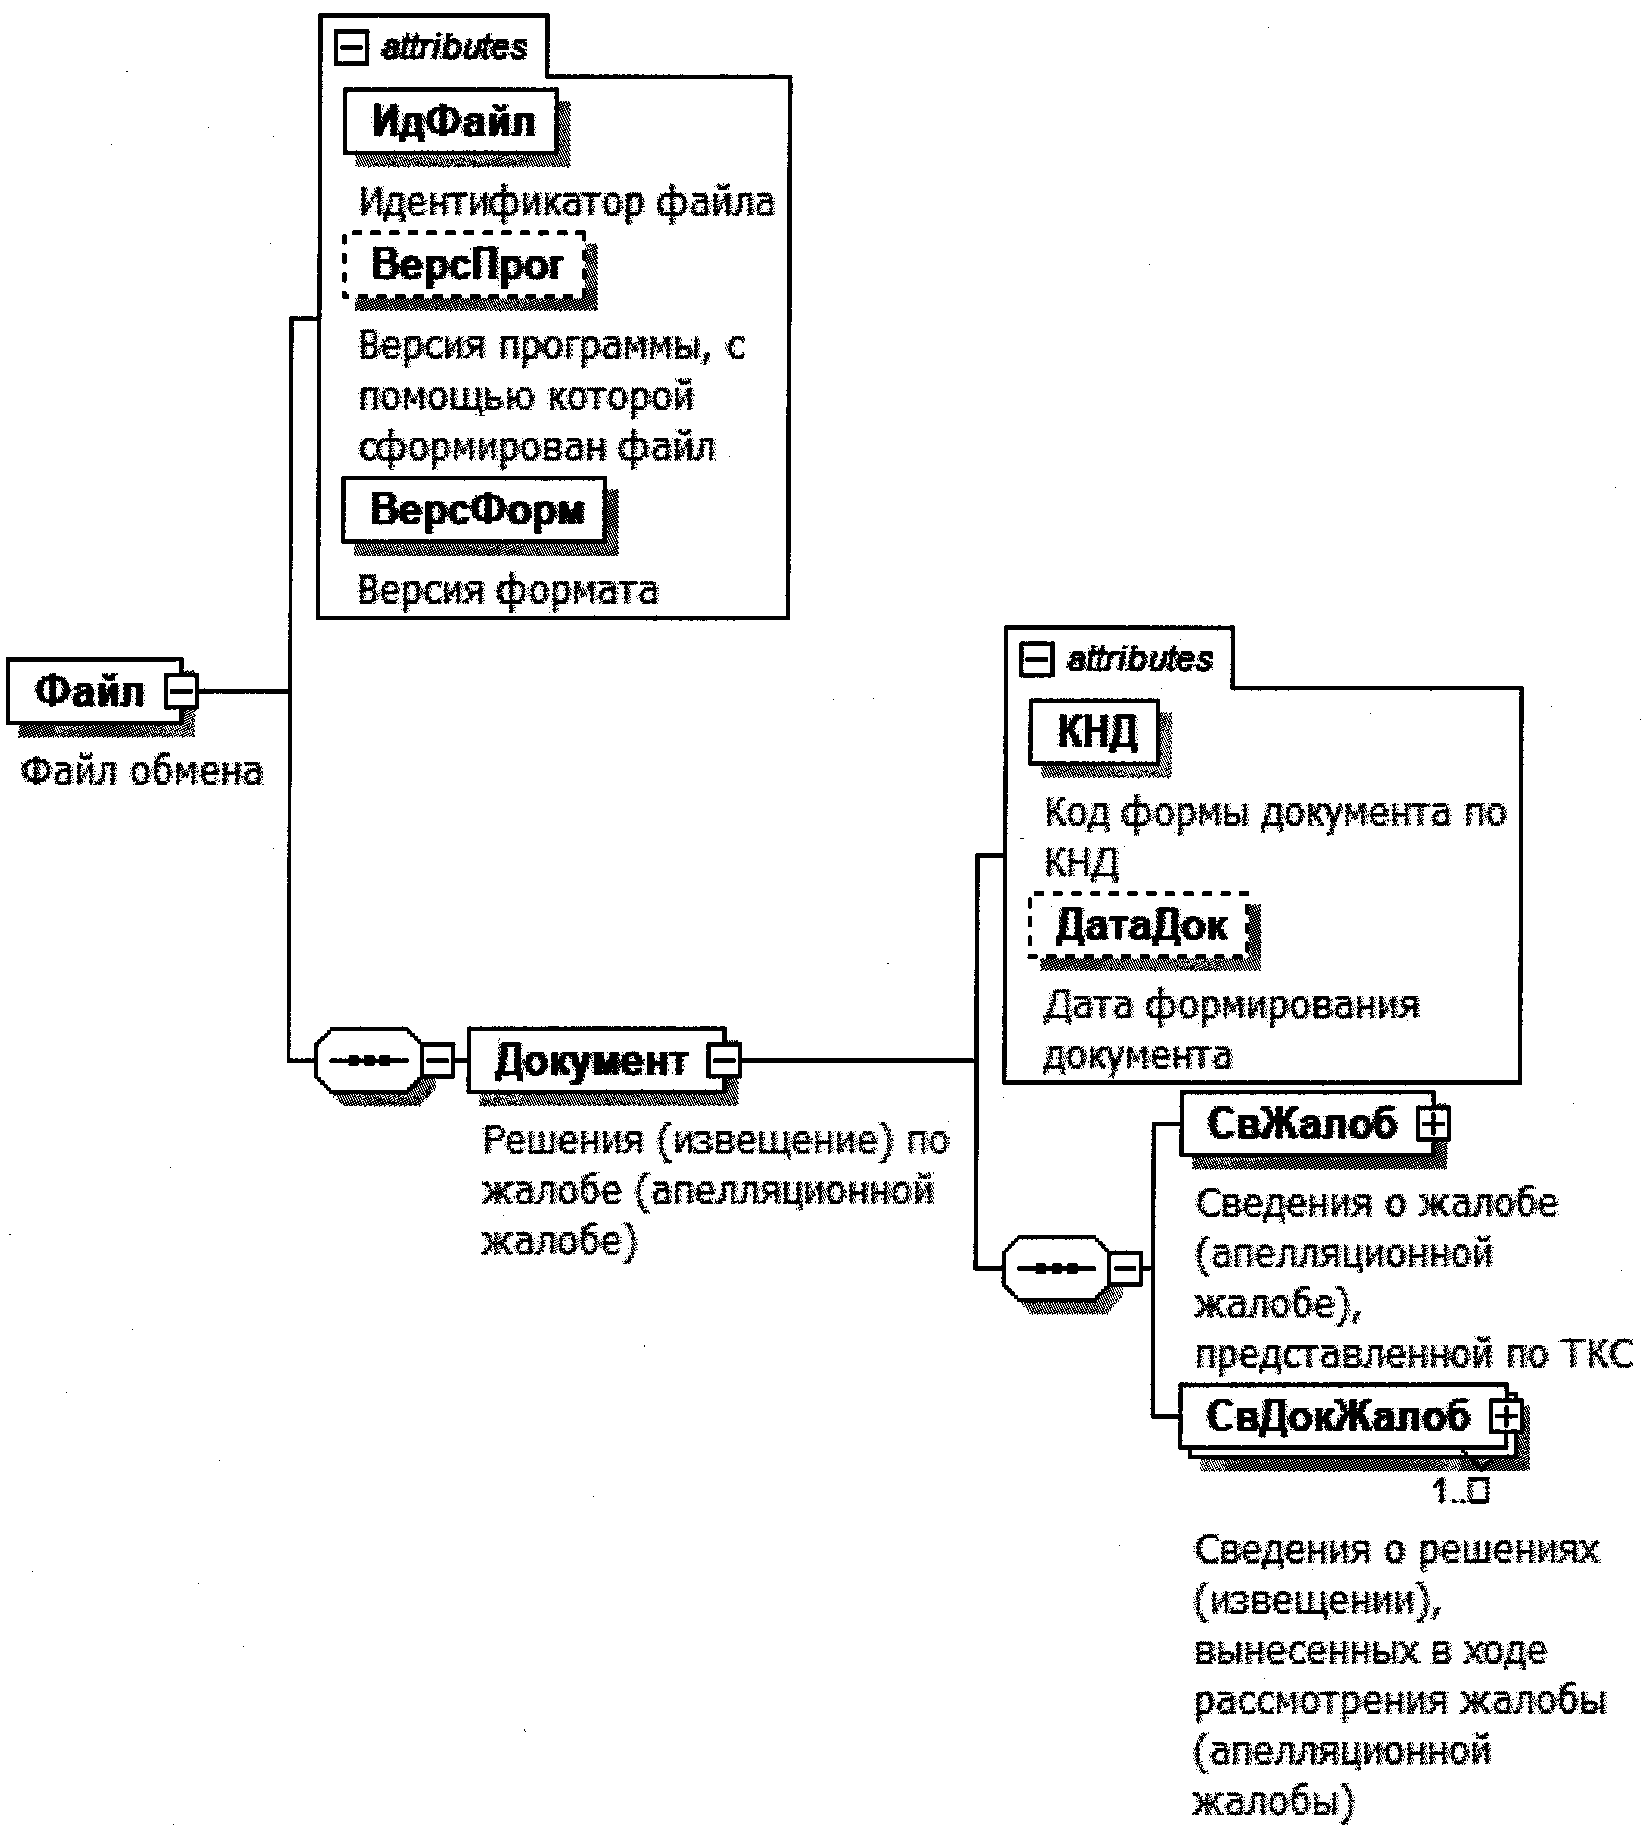 attributes
ИдФайл
Идентификатор файла
ВерсПрог
Версия программы, с
помощью которой
сформирован файл
ВерсФорм
Версия формата
Файл
Файл обмена
attributes
КНД
Код формы документа по
КНД
ДатаДок
Дата формирования
документа
Документ
Решения (извещение) по
жалобе (апелляционной
жалобе)
СвЖалоб
Сведения о жалобе
(апелляционной
жалобе),
представленной по ТКС
СвДокЖалоб
1..□
Сведения о решениях
(извещении),
вынесенных в ходе
рассмотрения жалобы
(апелляционной
жалобы)